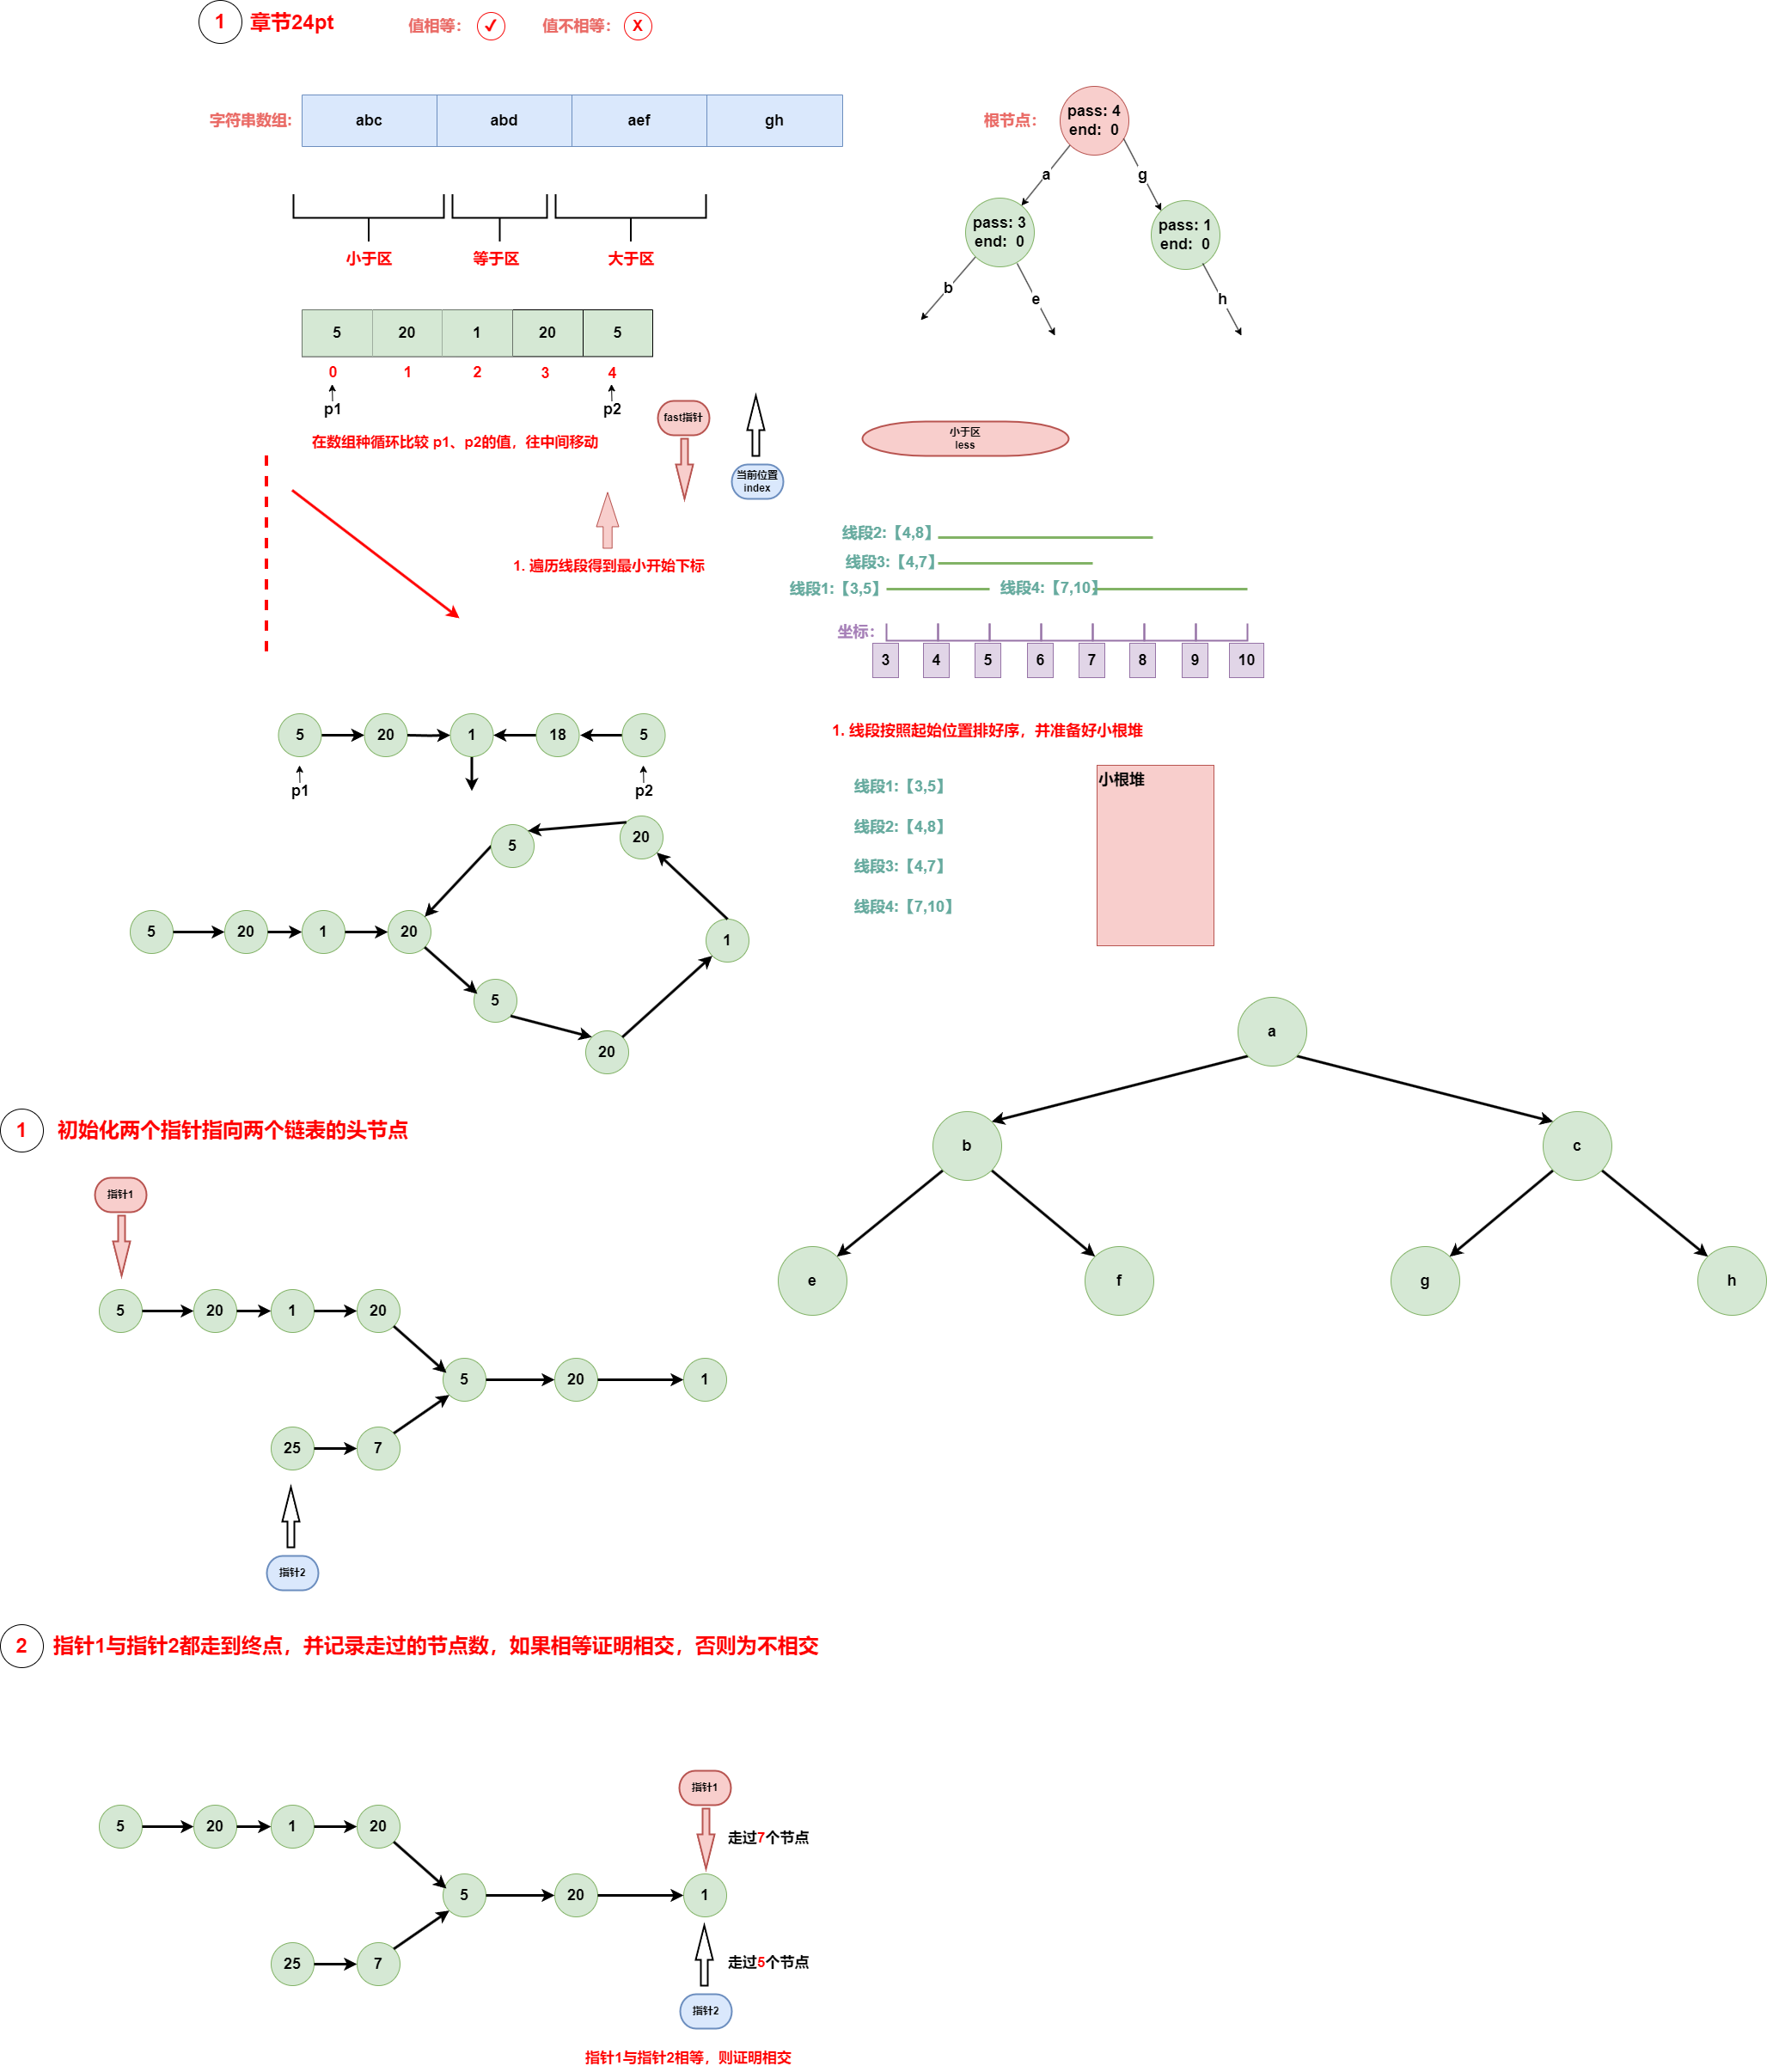 1 章节24pt 值相等: ✓ 值不相等: X
字符串数组: abc abd aef gh
小于区 等于区 大于区
5 20 1 20 5
0 1 2 3 4
p1 p2
在数组种循环比较 p1、p2的值，往中间移动
根节点:
pass: 4
end: 0
a g
pass: 3
end: 0
pass: 1
end: 0
b e h
fast指针
当前位置
index
小于区
less
1. 遍历线段得到最小开始下标
线段2:【4,8】
线段3:【4,7】
线段1:【3,5】 线段4:【7,10】
坐标:
3 4 5 6 7 8 9 10
5 20 1 18 5
p1 p2
1. 线段按照起始位置排好序，并准备好小根堆
线段1:【3,5】
线段2:【4,8】
线段3:【4,7】
线段4:【7,10】
小根堆
5 20
5 20 1 20 1
5
20
a
b c
e f g h
1 初始化两个指针指向两个链表的头节点
指针1
5 20 1 20
5 20 1
25 7
指针2
2 指针1与指针2都走到终点，并记录走过的节点数，如果相等证明相交，否则为不相交
指针1
走过7个节点
5 20 1 20
5 20 1
25 7
走过5个节点
指针2
指针1与指针2相等，则证明相交